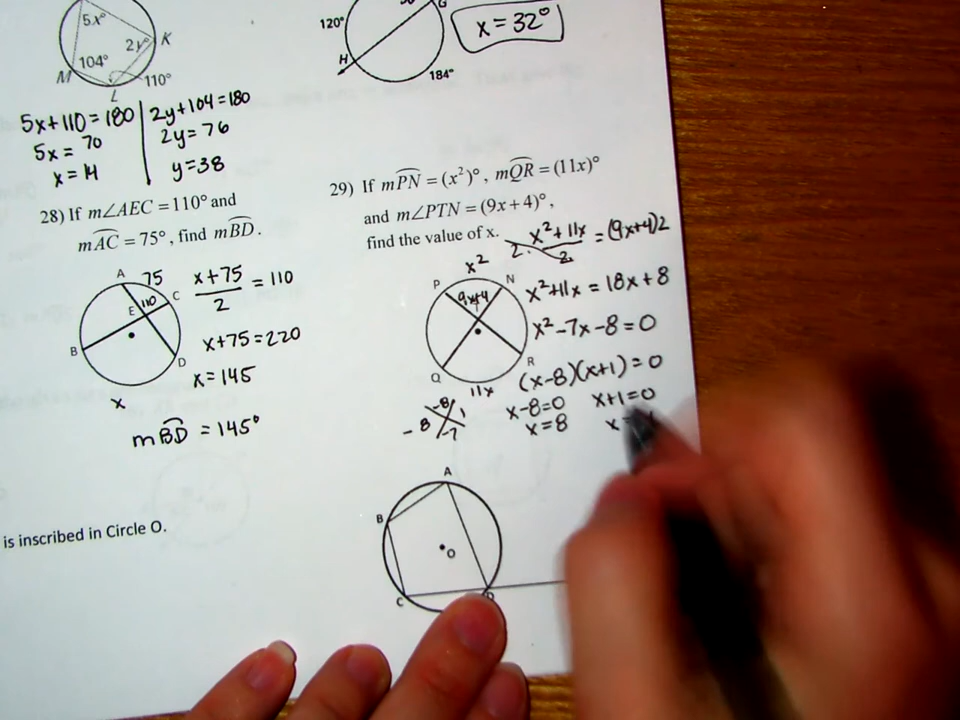 5x°
2y° K
104°
M
L
110°
120°
G
H
184°
x = 32°
5x+110=180
5x = 70
x = 14
2y+104=180
2y = 76
y=38
28) If m∠AEC = 110° and
mAC = 75°, find mBD.
A 75
110 C
E
B
D
x
x+75
2
= 110
x+75=220
x=145
mBD = 145°
29) If mPN = (x²)°, mQR = (11x)°
and m∠PTN = (9x+4)°,
find the value of x.
2· x²+11x = (9x+4)2
2
x²
P N
9x+4
R
Q
11x
x²+11x = 18x+8
x²-7x-8=0
(x-8)(x+1)=0
x-8=0 x+1=0
x=8
-8
-8 1
-7
A
B
O
C
is inscribed in Circle O.